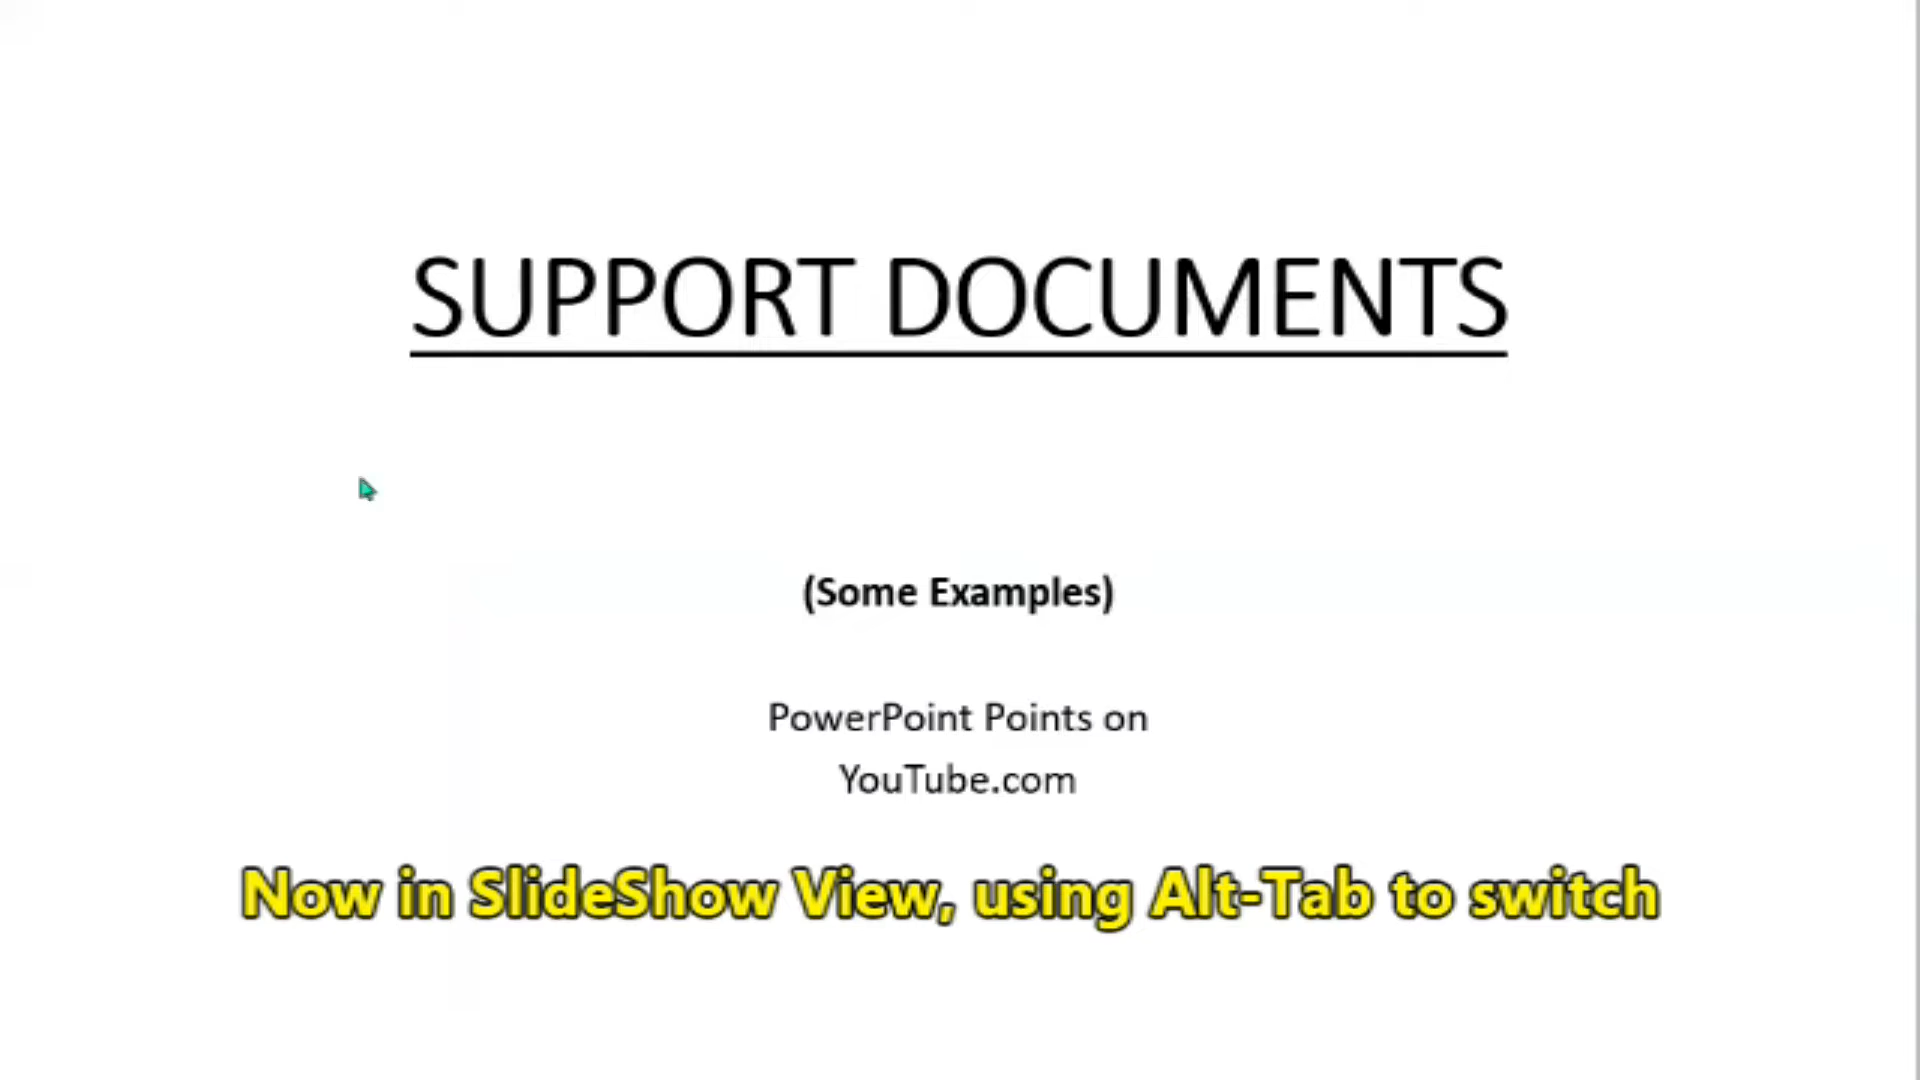 SUPPORT DOCUMENTS
(Some Examples)
PowerPoint Points on
YouTube.com
Now in SlideShow View, using Alt-Tab to switch